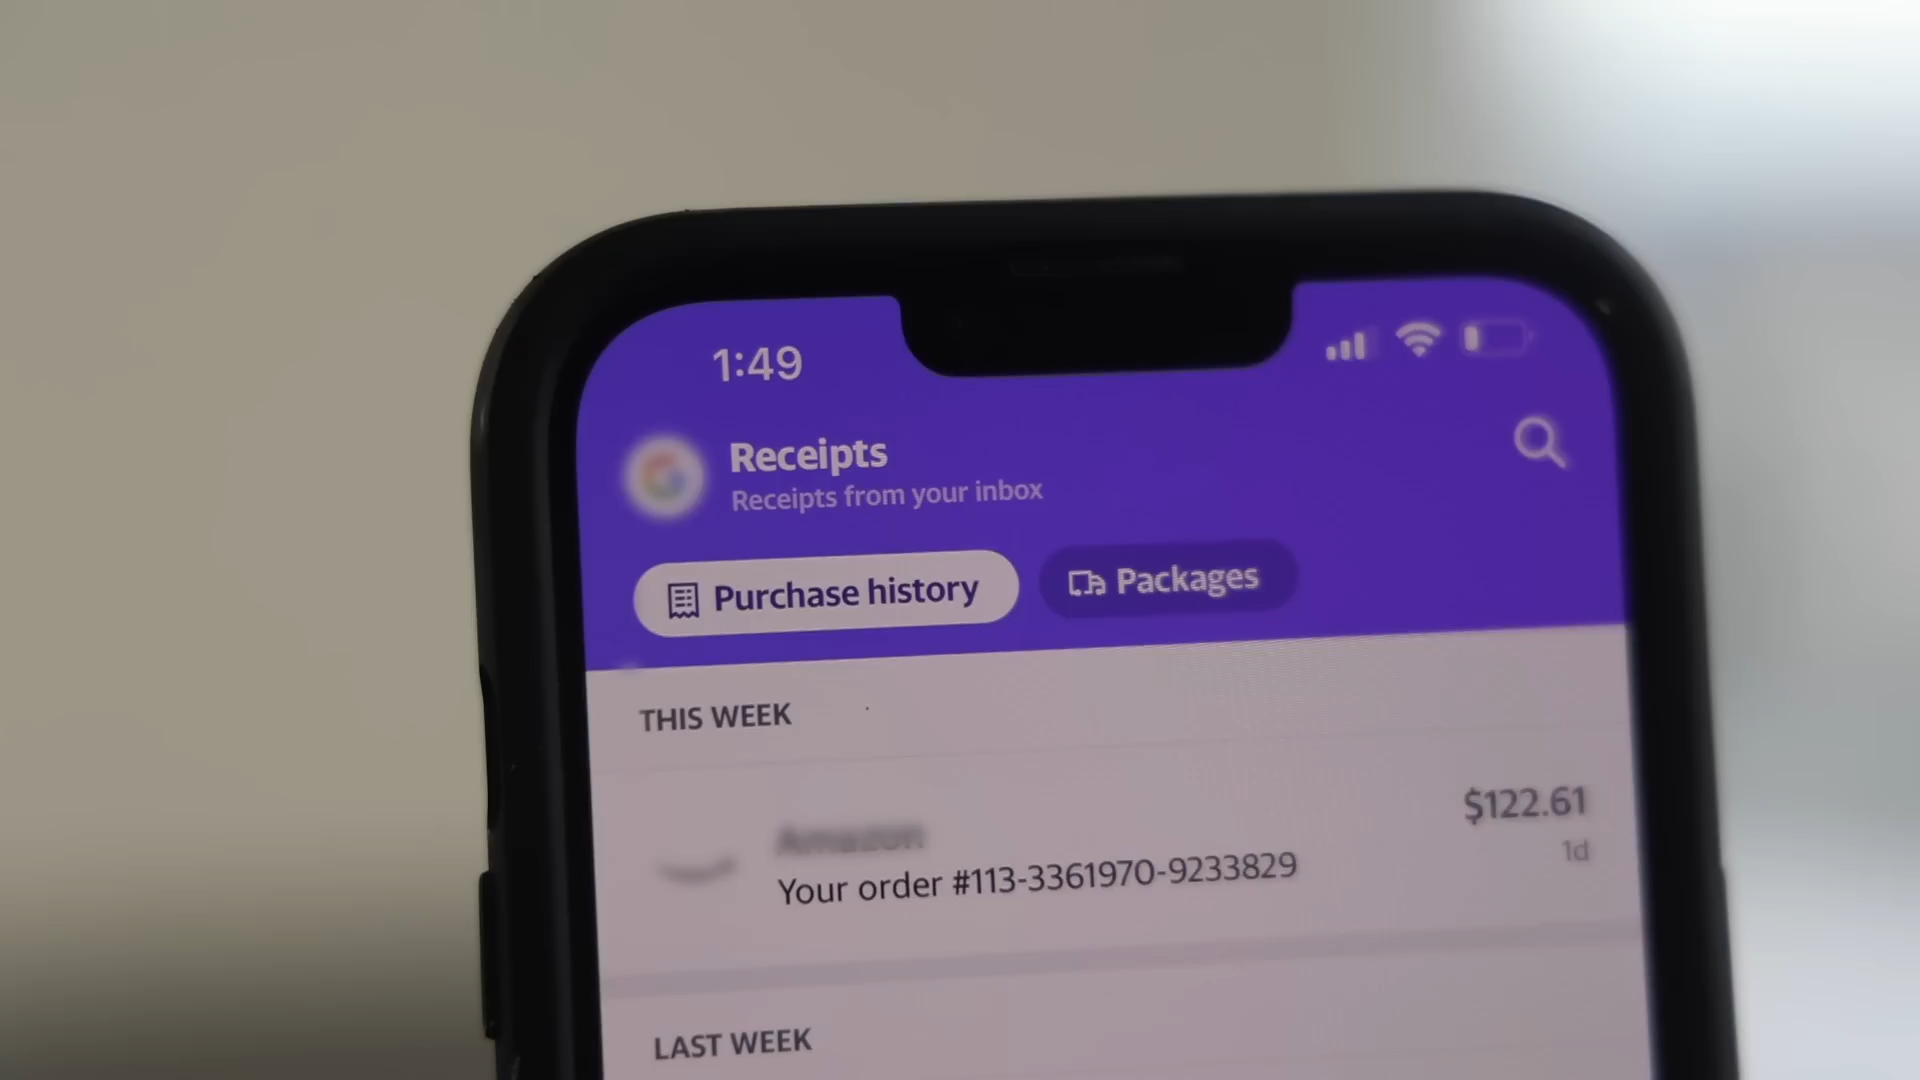 1:49
Receipts
Receipts from your inbox
Purchase history
Packages
THIS WEEK
Amazon
$122.61
Your order #113-3361970-9233829
1d
LAST WEEK